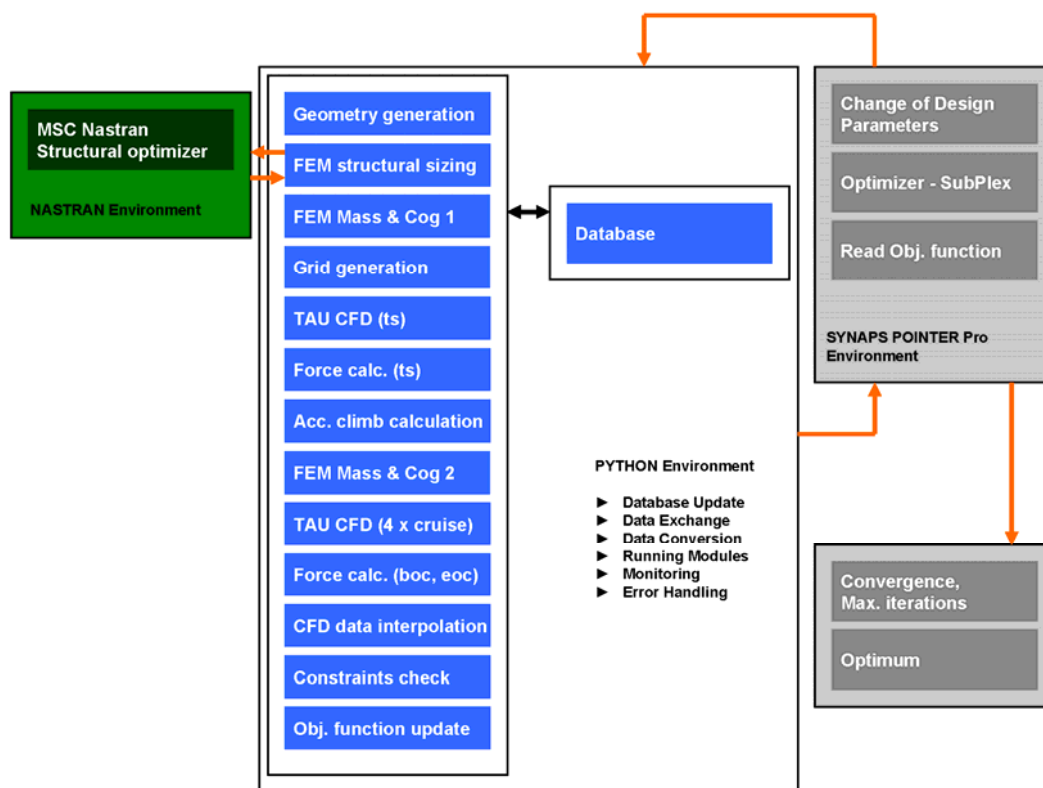 MSC Nastran
Structural optimizer
NASTRAN Environment
Geometry generation
FEM structural sizing
FEM Mass & Cog 1
Grid generation
TAU CFD (ts)
Force calc. (ts)
Acc. climb calculation
FEM Mass & Cog 2
TAU CFD (4 x cruise)
Force calc. (boc, eoc)
CFD data interpolation
Constraints check
Obj. function update
Database
PYTHON Environment
► Database Update
► Data Exchange
► Data Conversion
► Running Modules
► Monitoring
► Error Handling
Change of Design
Parameters
Optimizer - SubPlex
Read Obj. function
SYNAPS POINTER Pro
Environment
Convergence,
Max. iterations
Optimum